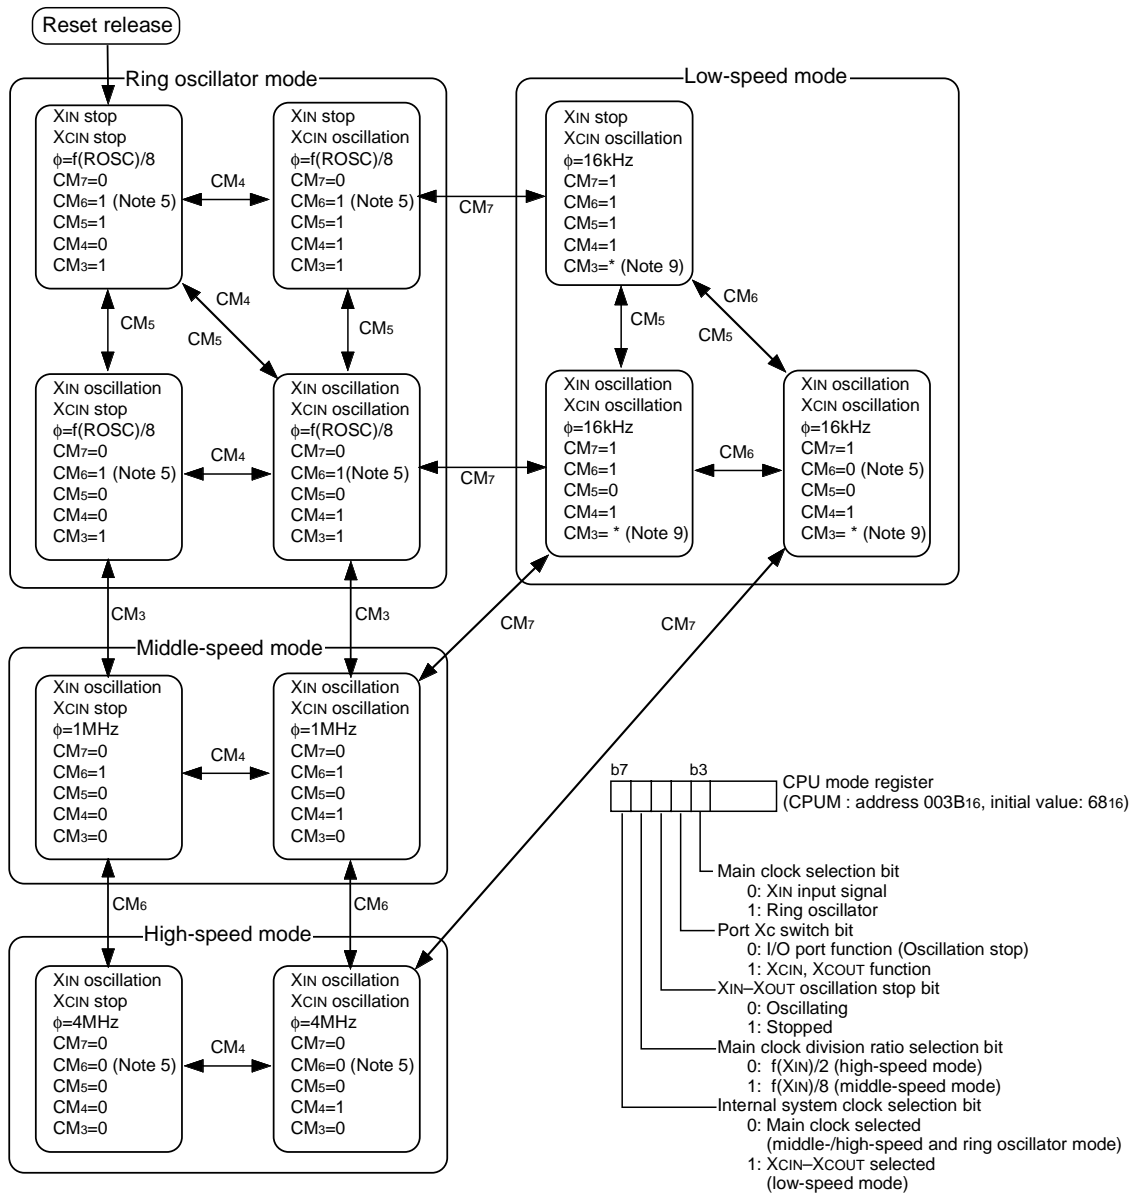 Reset release
Ring oscillator mode
XIN stop
XCIN stop
ϕ=f(ROSC)/8
CM7=0
CM6=1 (Note 5)
CM5=1
CM4=0
CM3=1
CM4
XIN stop
XCIN oscillation
ϕ=f(ROSC)/8
CM7=0
CM6=1 (Note 5)
CM5=1
CM4=1
CM3=1
CM5
CM4
CM5
CM5
XIN oscillation
XCIN stop
ϕ=f(ROSC)/8
CM7=0
CM6=1 (Note 5)
CM5=0
CM4=0
CM3=1
CM4
XIN oscillation
XCIN oscillation
ϕ=f(ROSC)/8
CM7=0
CM6=1(Note 5)
CM5=0
CM4=1
CM3=1
CM7
CM7
Low-speed mode
XIN stop
XCIN oscillation
ϕ=16kHz
CM7=1
CM6=1
CM5=1
CM4=1
CM3=* (Note 9)
CM5
CM6
CM5
XIN oscillation
XCIN oscillation
ϕ=16kHz
CM7=1
CM6=1
CM5=0
CM4=1
CM3= * (Note 9)
CM6
XIN oscillation
XCIN oscillation
ϕ=16kHz
CM7=1
CM6=0 (Note 5)
CM5=0
CM4=1
CM3= * (Note 9)
CM3
CM3
CM7
CM7
Middle-speed mode
XIN oscillation
XCIN stop
ϕ=1MHz
CM7=0
CM6=1
CM5=0
CM4=0
CM3=0
CM4
XIN oscillation
XCIN oscillation
ϕ=1MHz
CM7=0
CM6=1
CM5=0
CM4=1
CM3=0
CM6
CM6
High-speed mode
XIN oscillation
XCIN stop
ϕ=4MHz
CM7=0
CM6=0 (Note 5)
CM5=0
CM4=0
CM3=0
CM4
XIN oscillation
XCIN oscillation
ϕ=4MHz
CM7=0
CM6=0 (Note 5)
CM5=0
CM4=1
CM3=0
b7 b3
CPU mode register
(CPUM : address 003B16, initial value: 6816)
Main clock selection bit
0: XIN input signal
1: Ring oscillator
Port Xc switch bit
0: I/O port function (Oscillation stop)
1: XCIN, XCOUT function
XIN–XOUT oscillation stop bit
0: Oscillating
1: Stopped
Main clock division ratio selection bit
0: f(XIN)/2 (high-speed mode)
1: f(XIN)/8 (middle-speed mode)
Internal system clock selection bit
0: Main clock selected
(middle-/high-speed and ring oscillator mode)
1: XCIN–XCOUT selected
(low-speed mode)